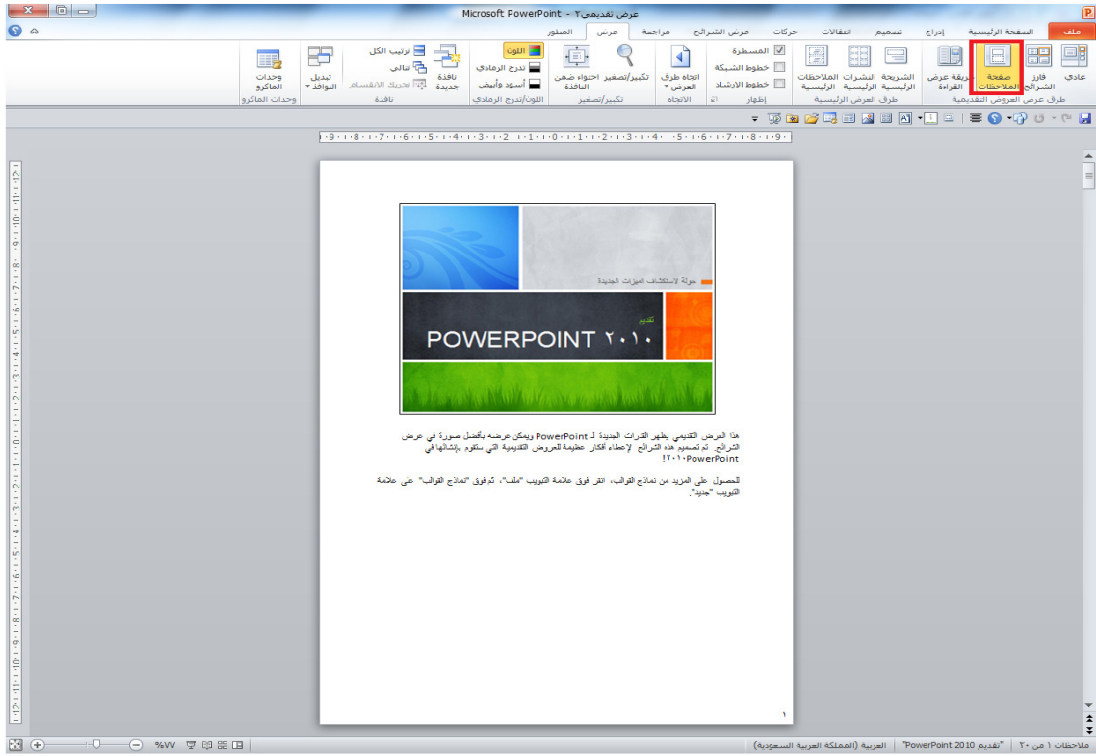 عرض تقديمي٢ - Microsoft PowerPoint
ملف
الصفحة الرئيسية
إدراج
تصميم
انتقالات
حركات
عرض الشرائح
مراجعة
عرض
المطور
عادي
فارز الشرائح
صفحة الملاحظات
طريقة عرض القراءة
طرق عرض العروض التقديمية
الشريحة الرئيسية
لنشرات الرئيسية
الملاحظات الرئيسية
طرق العرض الرئيسية
المسطرة
خطوط الشبكة
خطوط الارشاد
إظهار
اتجاه طرق العرض
الاتجاه
تكبير/تصغير
احتواء ضمن النافذة
تكبير/تصغير
اللون
تدرج الرمادي
أسود وأبيض
اللون/تدرج الرمادي
نافذة جديدة
ترتيب الكل
تتالي
تحريك الانقسام
تبديل النوافذ
نافذة
وحدات الماكرو
وحدات الماكرو
جولة لاستكشاف الميزات الجديدة
تقديم
POWERPOINT ٢٠١٠
هذا العرض التقديمي يظهر القدرات الجديدة لـ PowerPoint ويمكن عرضه بأفضل صورة في عرض
الشرائح. تم تصميم هذه الشرائح لإعطاء أفكار عظيمة للعروض التقديمية التي ستقوم بإنشائها في
PowerPoint ٢٠١٠!
للحصول على المزيد من نماذج القوالب، انقر فوق علامة التبويب "ملف"، ثم فوق "نماذج القوالب" على علامة
التبويب "جديد".
١
ملاحظات ١ من ٢٠
"تقديم PowerPoint 2010"
العربية (المملكة العربية السعودية)
%٧٧